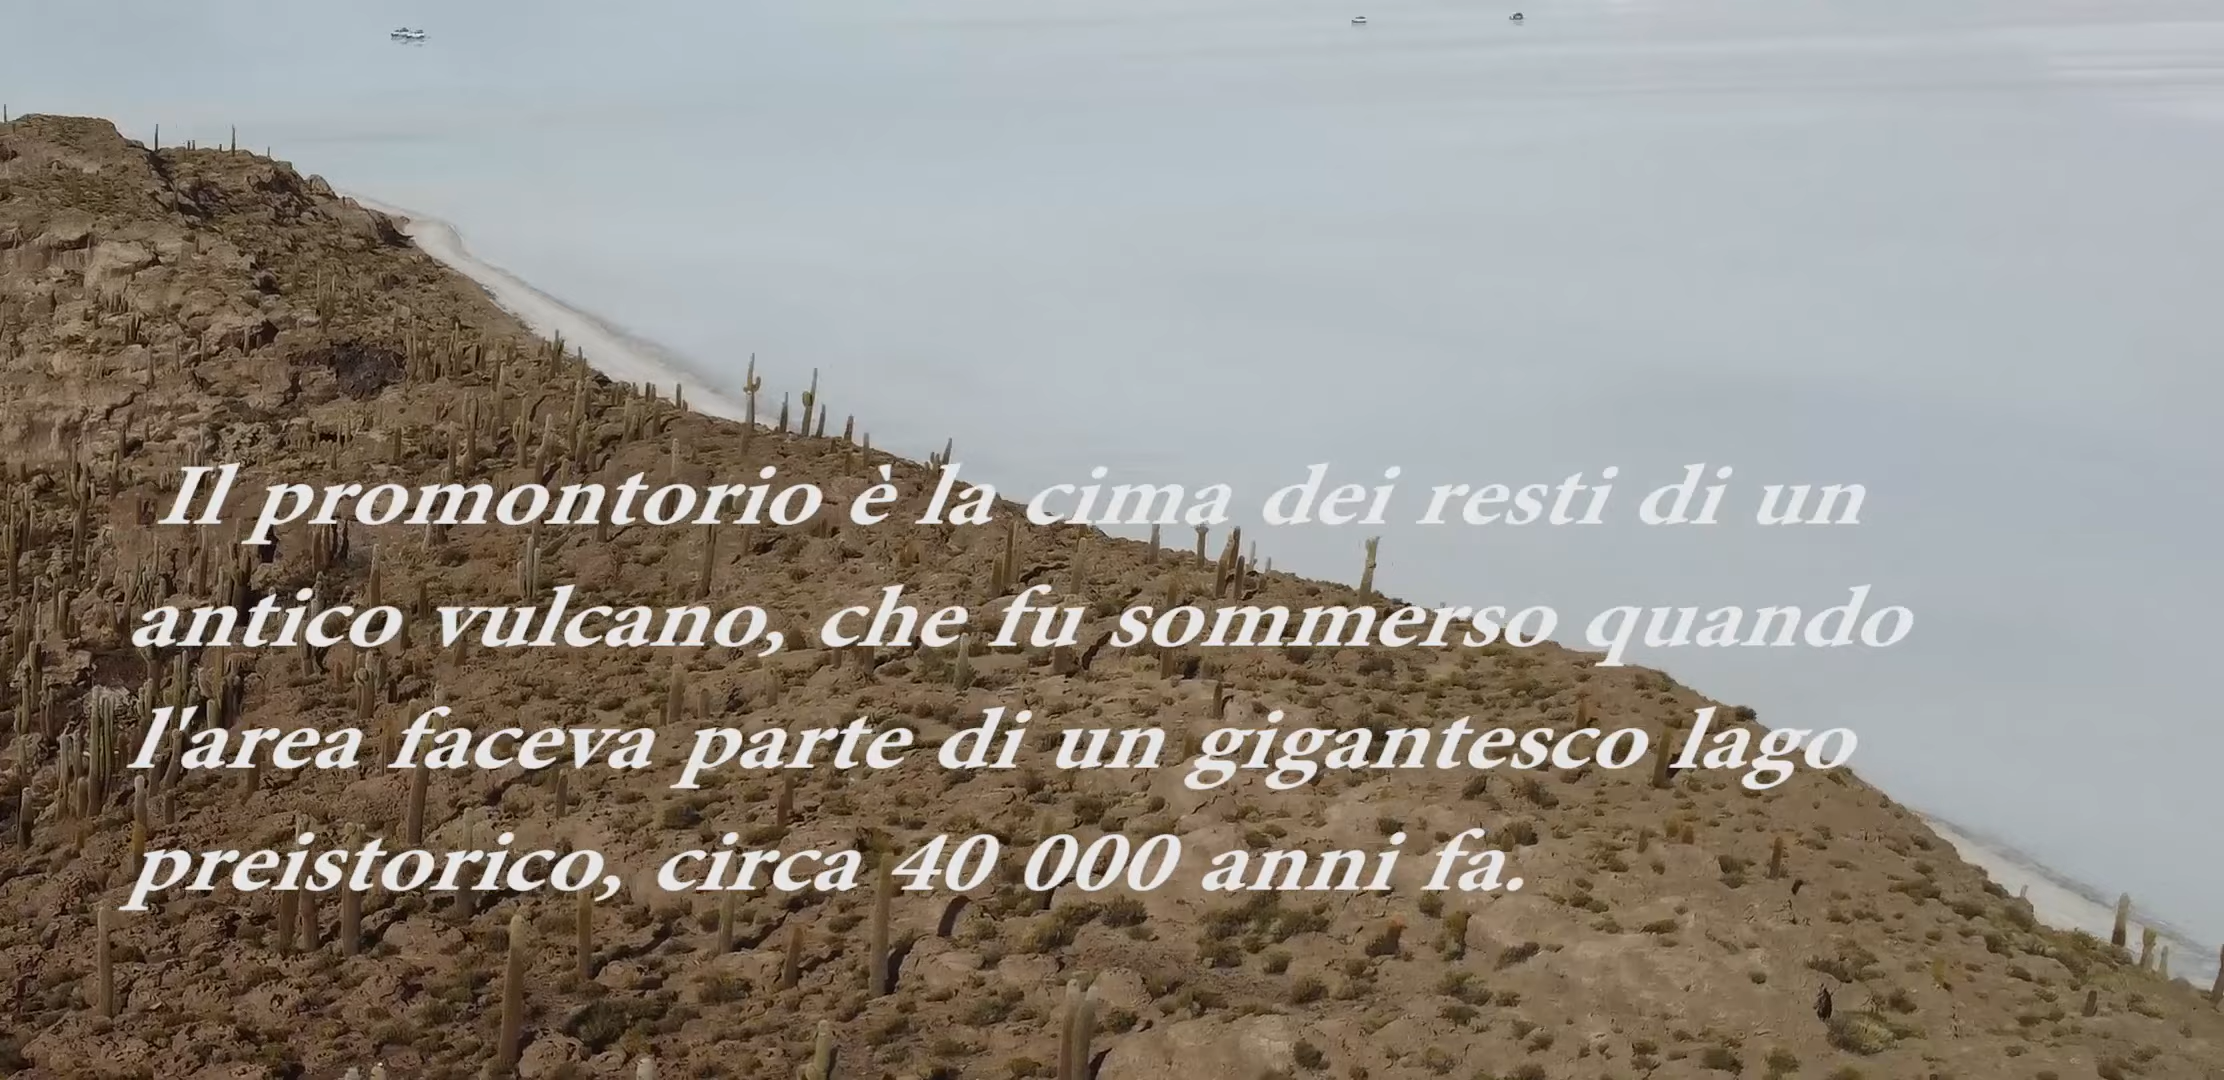 Il promontorio è la cima dei resti di un
antico vulcano, che fu sommerso quando
l'area faceva parte di un gigantesco lago
preistorico, circa 40 000 anni fa.